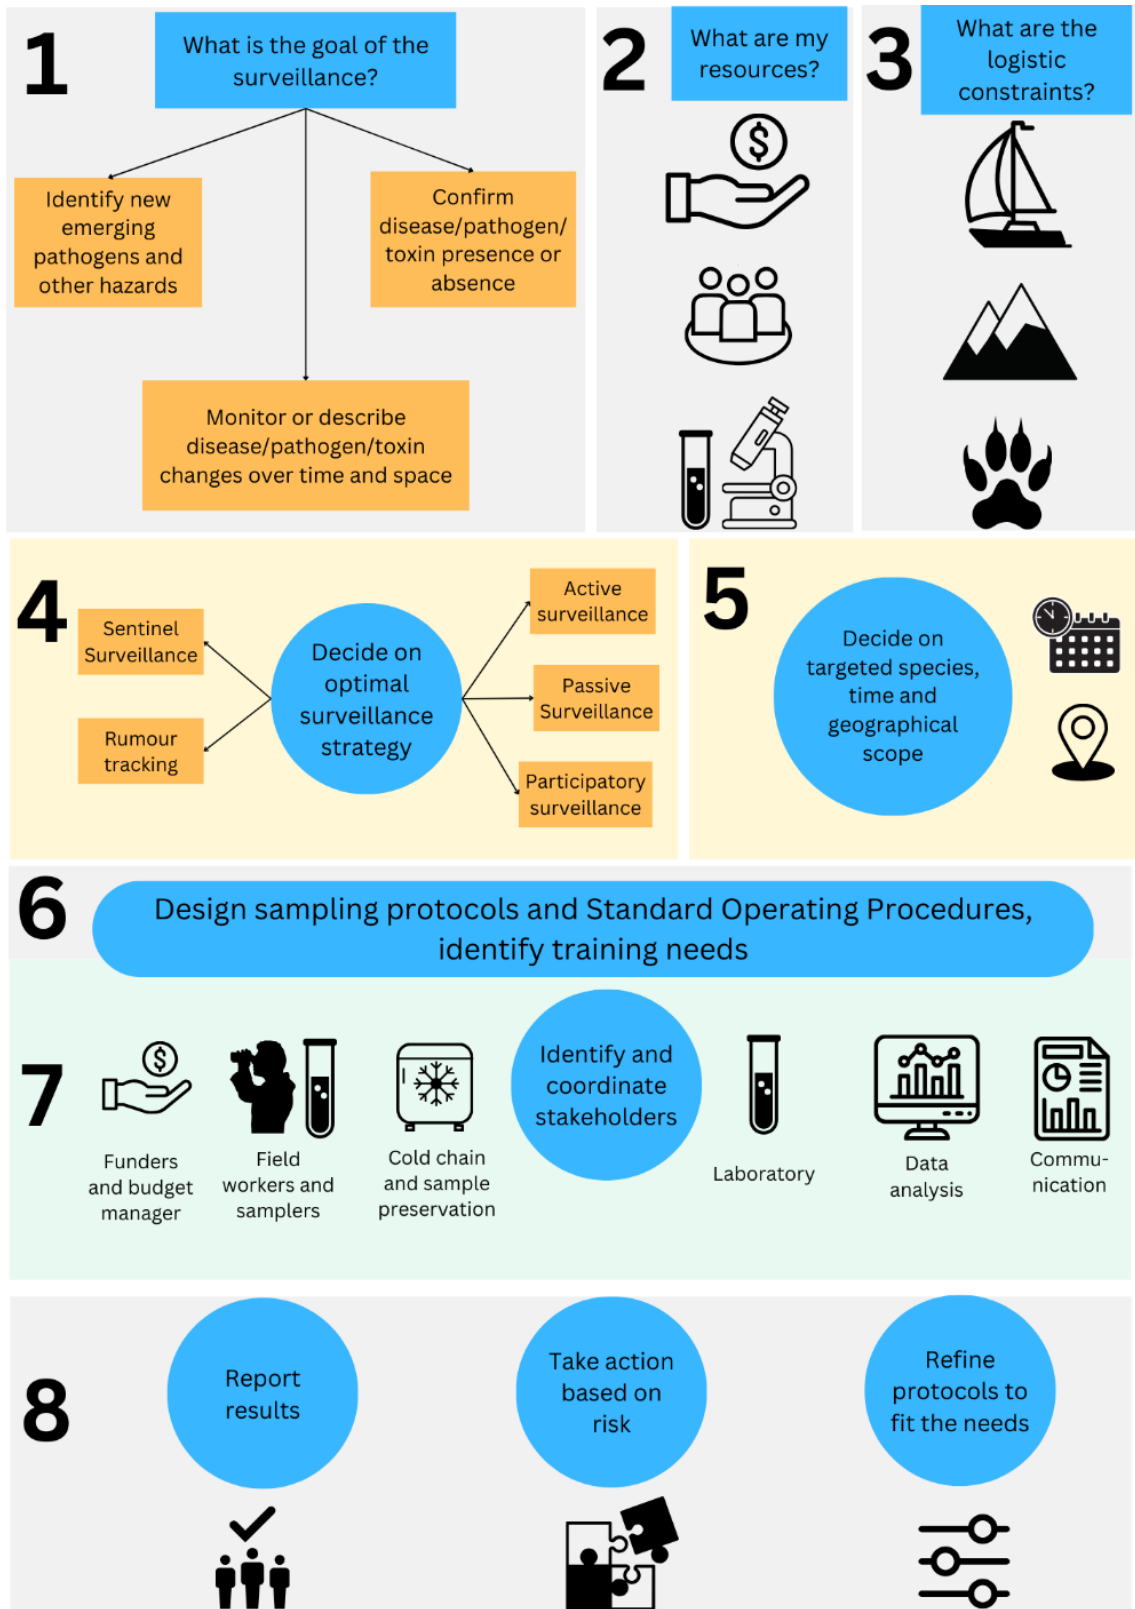 1
What is the goal of the
surveillance?
Identify new
emerging
pathogens and
other hazards
Confirm
disease/pathogen/
toxin presence or
absence
Monitor or describe
disease/pathogen/toxin
changes over time and space
2
What are my
resources?
$
3
What are the
logistic
constraints?
4
Sentinel
Surveillance
Rumour
tracking
Decide on
optimal
surveillance
strategy
Active
surveillance
Passive
Surveillance
Participatory
surveillance
5
Decide on
targeted species,
time and
geographical
scope
6
Design sampling protocols and Standard Operating Procedures,
identify training needs
7
$
Funders
and budget
manager
Field
workers and
samplers
Cold chain
and sample
preservation
Identify and
coordinate
stakeholders
Laboratory
Data
analysis
Commu-
nication
8
Report
results
Take action
based on
risk
Refine
protocols to
fit the needs